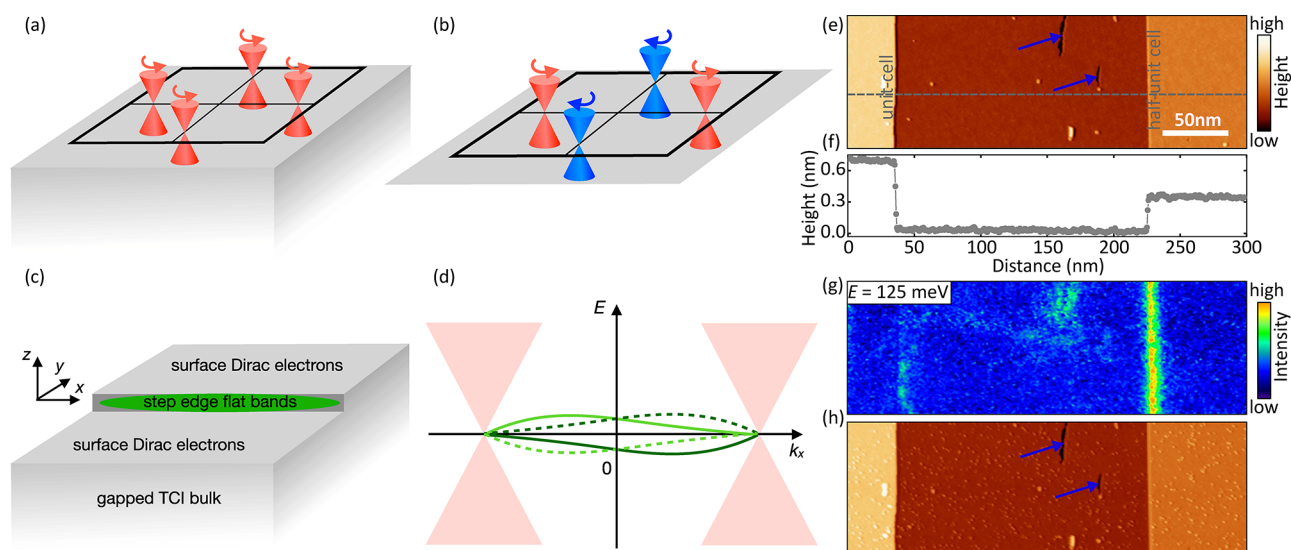 (a)
(b)
(c)
z
y
x
surface Dirac electrons
step edge flat bands
surface Dirac electrons
gapped TCI bulk
(d)
E
0
kx
(e)
unit-cell
half-unit cell
50nm
high
Height
low
(f)
Height (nm)
0.6
0.3
0.0
0 50 100 150 200 250 300
Distance (nm)
(g)
E = 125 meV
high
Intensity
low
(h)